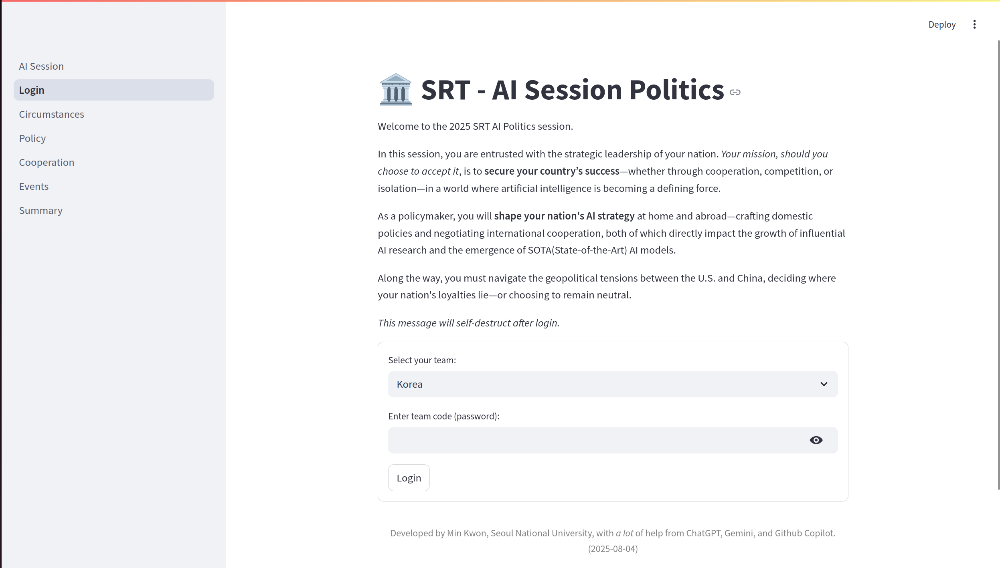 Deploy
AI Session
Login
Circumstances
Policy
Cooperation
Events
Summary
SRT - AI Session Politics
Welcome to the 2025 SRT AI Politics session.
In this session, you are entrusted with the strategic leadership of your nation. Your mission, should you
choose to accept it, is to secure your country’s success—whether through cooperation, competition, or
isolation—in a world where artificial intelligence is becoming a defining force.
As a policymaker, you will shape your nation's AI strategy at home and abroad—crafting domestic
policies and negotiating international cooperation, both of which directly impact the growth of influential
AI research and the emergence of SOTA(State-of-the-Art) AI models.
Along the way, you must navigate the geopolitical tensions between the U.S. and China, deciding where
your nation's loyalties lie—or choosing to remain neutral.
This message will self-destruct after login.
Select your team:
Korea
Enter team code (password):
Login
Developed by Min Kwon, Seoul National University, with a lot of help from ChatGPT, Gemini, and Github Copilot.
(2025-08-04)